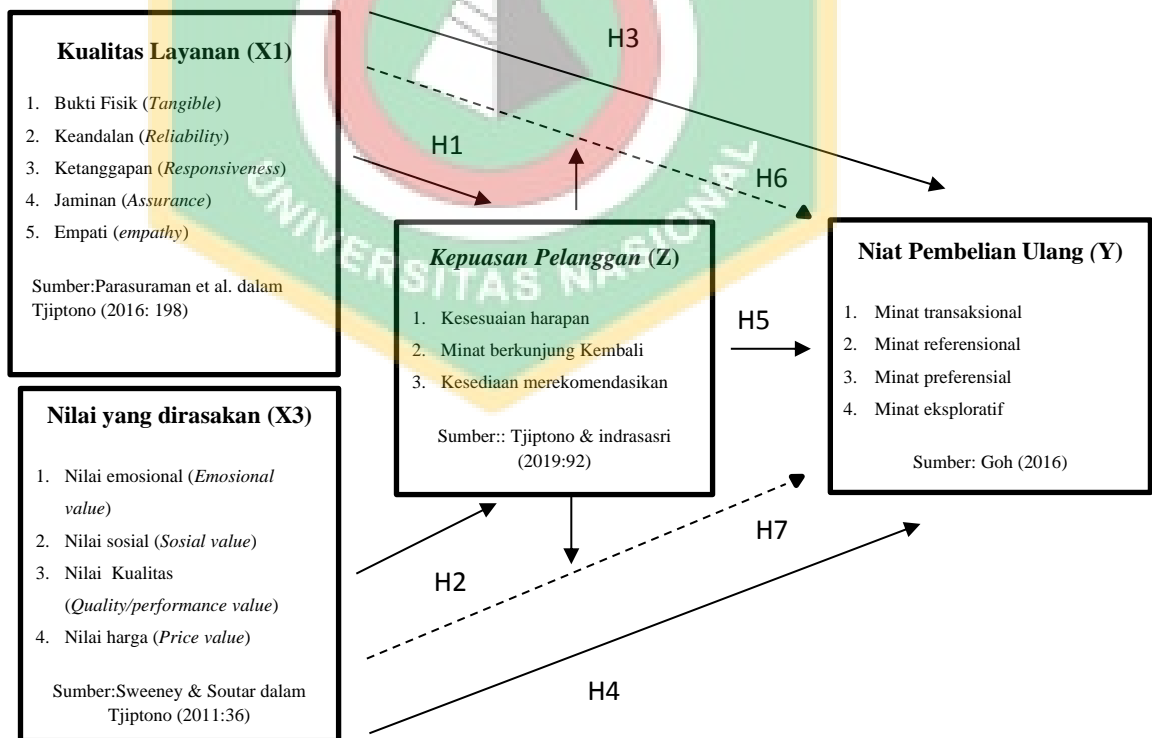 Kualitas Layanan (X1)
1. Bukti Fisik (Tangible)
2. Keandalan (Reliability)
3. Ketanggapan (Responsiveness)
4. Jaminan (Assurance)
5. Empati (empathy)
Sumber:Parasuraman et al. dalam
Tjiptono (2016: 198)
Nilai yang dirasakan (X3)
1. Nilai emosional (Emosional
value)
2. Nilai sosial (Sosial value)
3. Nilai Kualitas
(Quality/performance value)
4. Nilai harga (Price value)
Sumber:Sweeney & Soutar dalam
Tjiptono (2011:36)
H1
H2
H3
H6
UNIVERSITAS NASIONAL
Kepuasan Pelanggan (Z)
1. Kesesuaian harapan
2. Minat berkunjung Kembali
3. Kesediaan merekomendasikan
Sumber:: Tjiptono & indrasasri
(2019:92)
H5
H7
H4
Niat Pembelian Ulang (Y)
1. Minat transaksional
2. Minat referensional
3. Minat preferensial
4. Minat eksploratif
Sumber: Goh (2016)